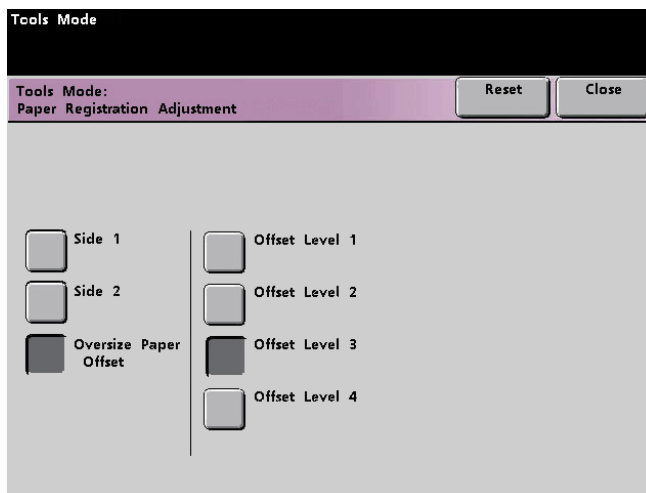 Tools Mode
Tools Mode:
Paper Registration Adjustment
Reset
Close
Side 1
Side 2
Oversize Paper
Offset
Offset Level 1
Offset Level 2
Offset Level 3
Offset Level 4